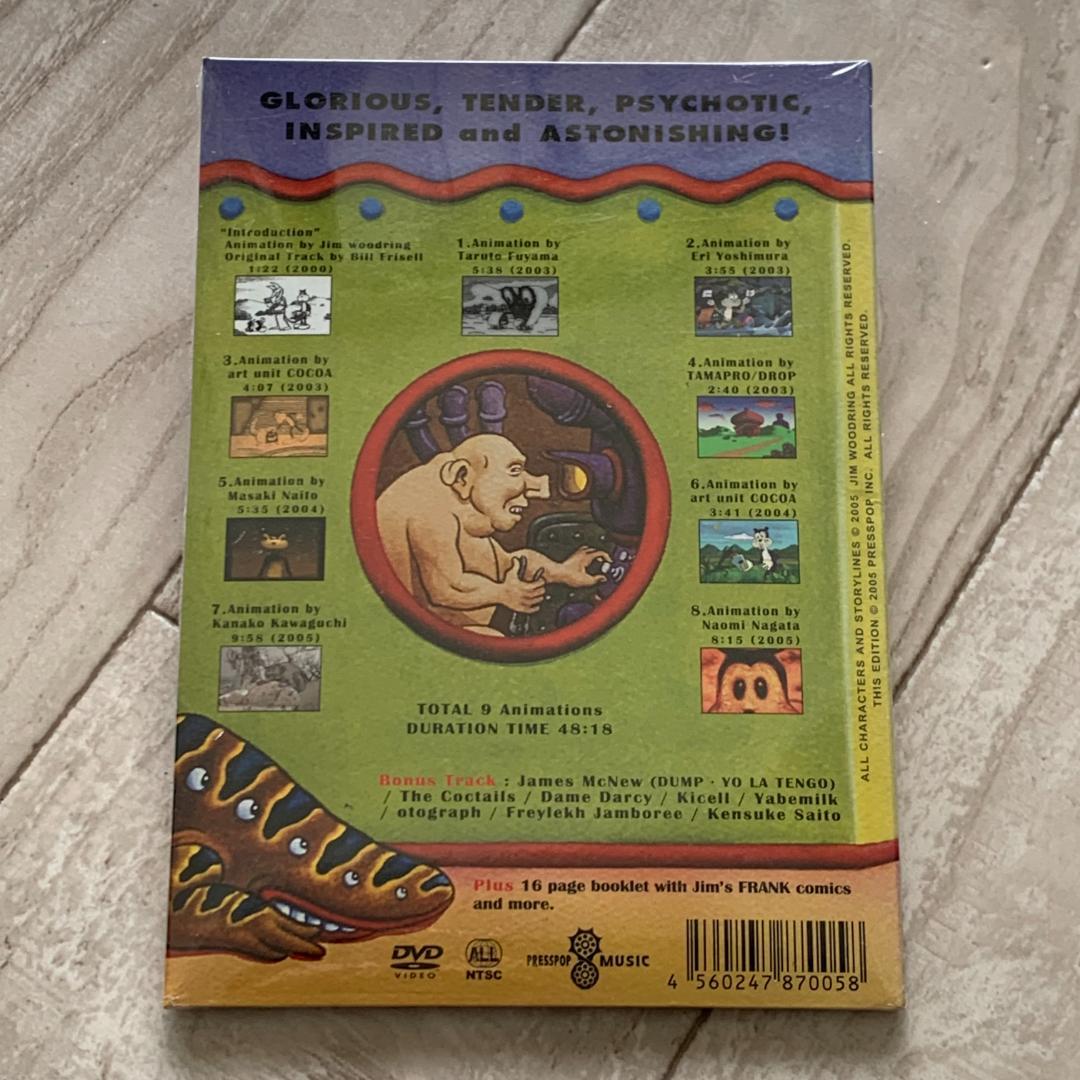 GLORIOUS, TENDER, PSYCHOTIC,
INSPIRED and ASTONISHING!
"Introduction"
Animation by Jim Woodring
Original Track by Bill Frisell
1:22 (2000)
1.Animation by
Taruto Fuyama
5:38 (2003)
2.Animation by
Eri Yoshimura
3:55 (2003)
3.Animation by
art unit COCOA
4:07 (2003)
4.Animation by
TAMAPRO/DROP
2:40 (2003)
5.Animation by
Masaki Naito
5:35 (2004)
6.Animation by
art unit COCOA
3:41 (2004)
7.Animation by
Kanako Kawaguchi
9:58 (2005)
8.Animation by
Naomi Nagata
8:15 (2005)
TOTAL 9 Animations
DURATION TIME 48:18
Bonus Track : James McNew (DUMP · YO LA TENGO)
/ The Coctails / Dame Darcy / Kicell / Yabemilk
/ otograph / Freylekh Jamboree / Kensuke Saito
Plus 16 page booklet with Jim's FRANK comics
and more.
DVD
VIDEO
ALL
NTSC
PRESSPOP MUSIC
4 560247 870058
ALL CHARACTERS AND STORYLINES © 2005 JIM WOODRING ALL RIGHTS RESERVED.
THIS EDITION © 2005 PRESSPOP INC. ALL RIGHTS RESERVED.